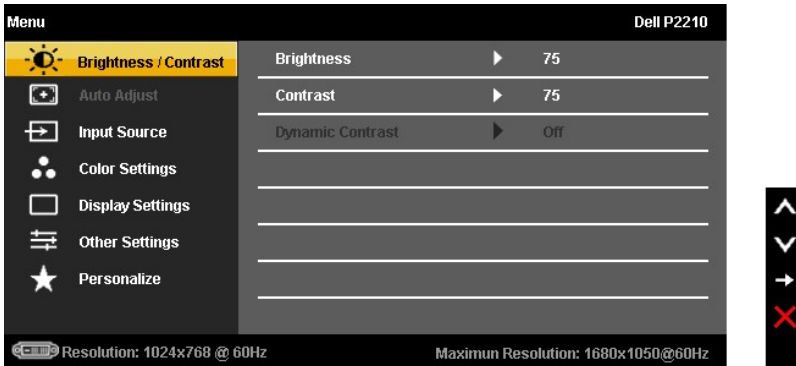 Menu Dell P2210
Brightness / Contrast Brightness 75
Auto Adjust Contrast 75
Input Source Dynamic Contrast Off
Color Settings
Display Settings
Other Settings
Personalize
Resolution: 1024x768 @ 60Hz Maximun Resolution: 1680x1050@60Hz